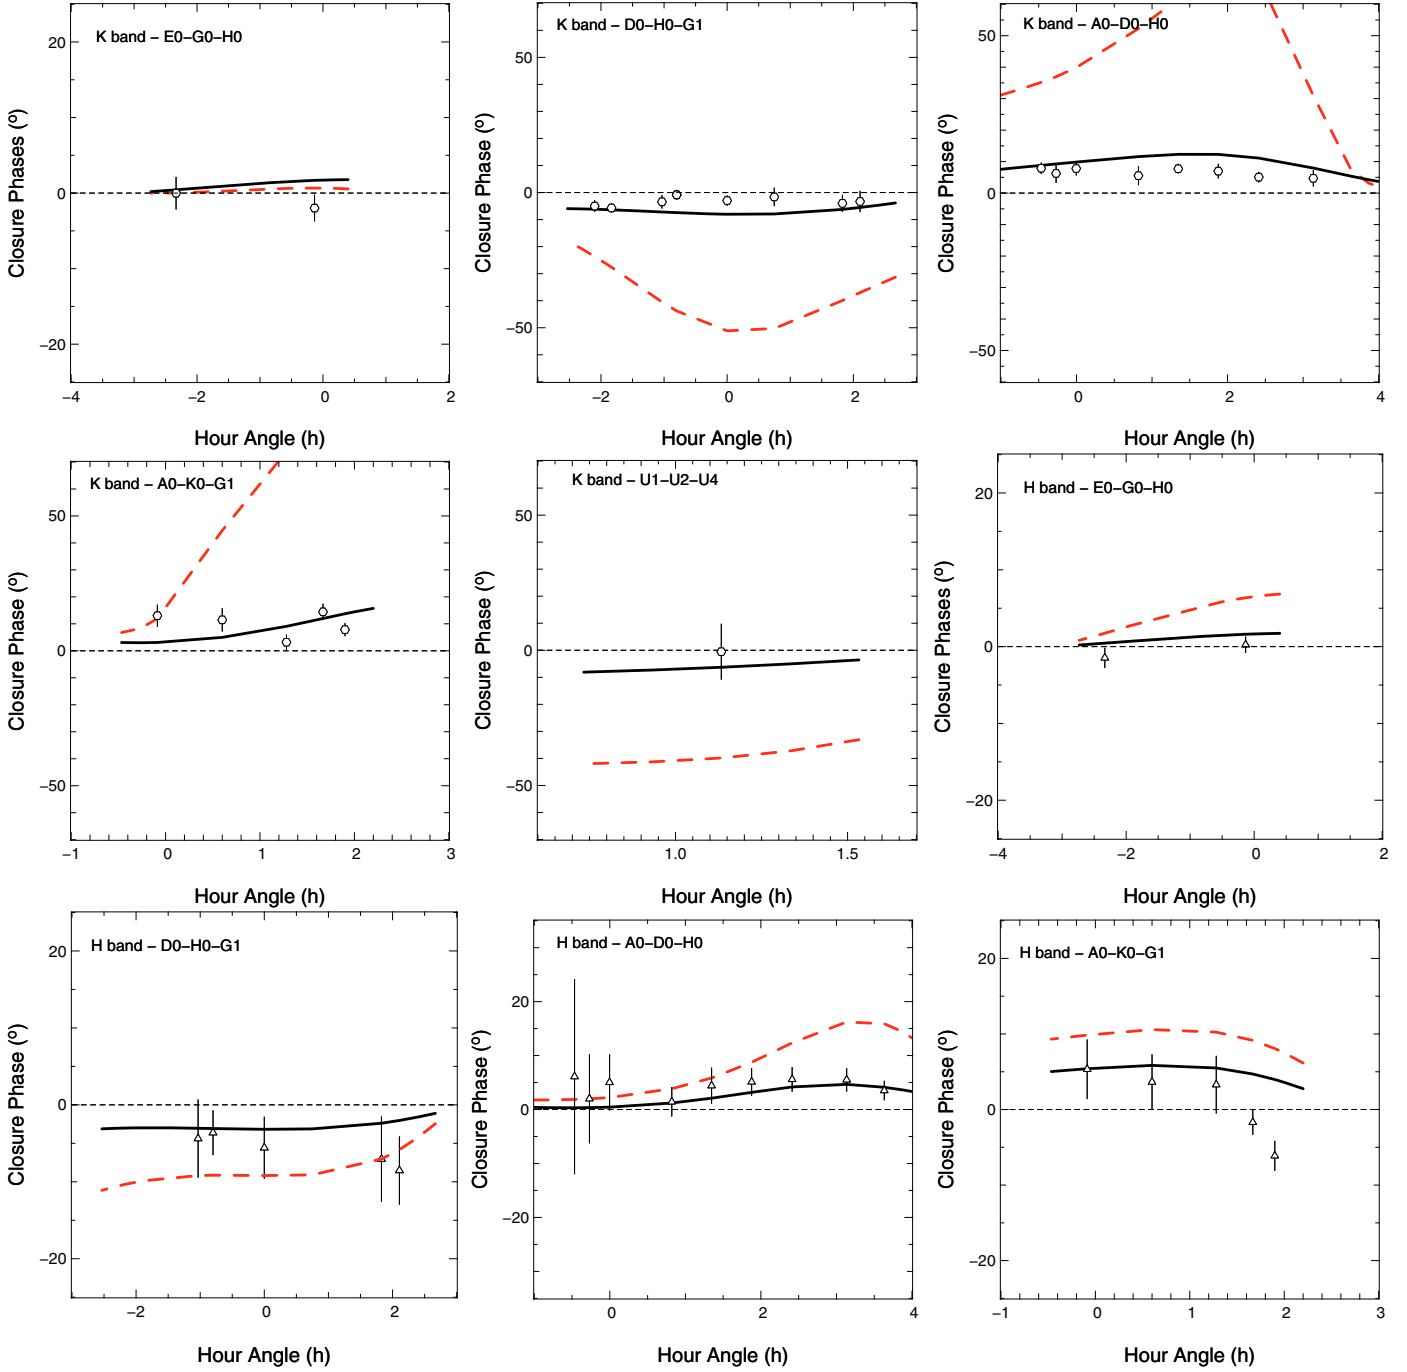 K band – E0–G0–H0
Closure Phases (º)
20
0
−20
−4
−2
0
2
Hour Angle (h)
K band – D0–H0–G1
Closure Phase (º)
50
0
−50
−2
0
2
Hour Angle (h)
K band – A0–D0–H0
Closure Phase (º)
50
0
−50
0
2
4
Hour Angle (h)
K band – A0–K0–G1
Closure Phase (º)
50
0
−50
−1
0
1
2
3
Hour Angle (h)
K band – U1–U2–U4
Closure Phase (º)
50
0
−50
1.0
1.5
Hour Angle (h)
H band – E0–G0–H0
Closure Phases (º)
20
0
−20
−4
−2
0
2
Hour Angle (h)
H band – D0–H0–G1
Closure Phase (º)
20
0
−20
−2
0
2
Hour Angle (h)
H band – A0–D0–H0
Closure Phase (º)
20
0
−20
0
2
4
Hour Angle (h)
H band – A0–K0–G1
Closure Phase (º)
20
0
−20
−1
0
1
2
3
Hour Angle (h)